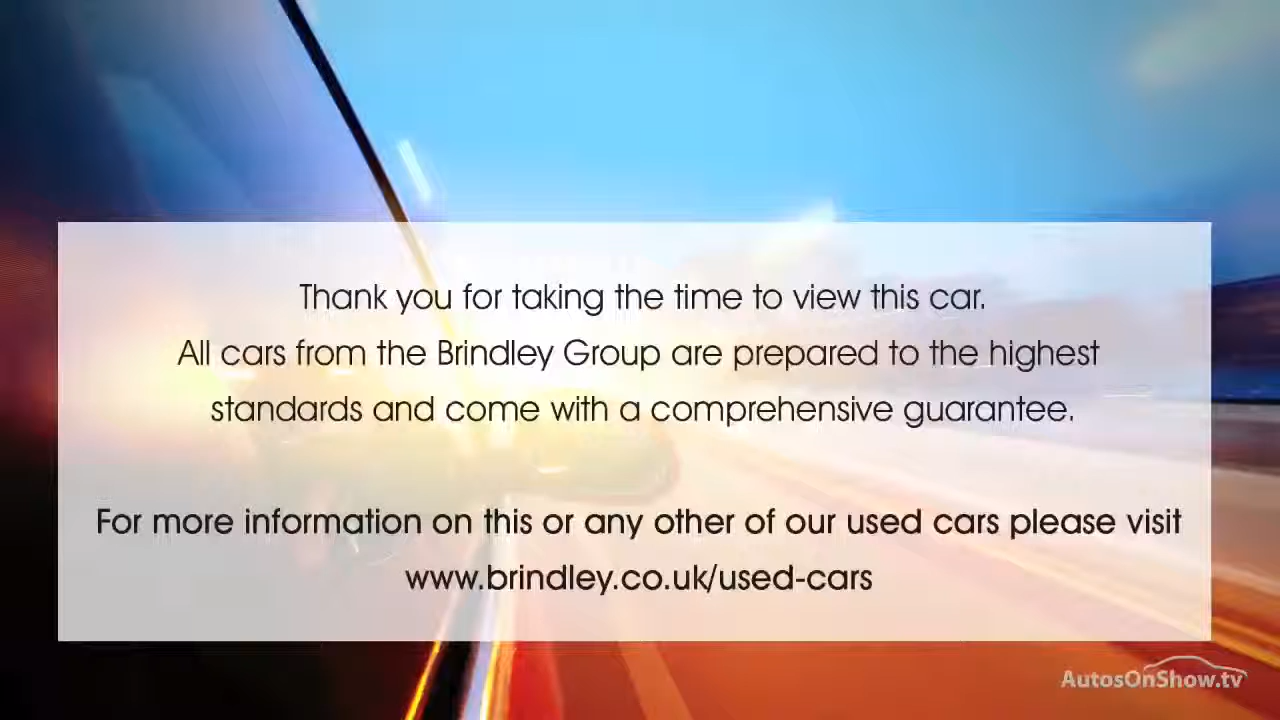 Thank you for taking the time to view this car.
All cars from the Brindley Group are prepared to the highest
standards and come with a comprehensive guarantee.
For more information on this or any other of our used cars please visit
www.brindley.co.uk/used-cars
AutosOnShow.tv